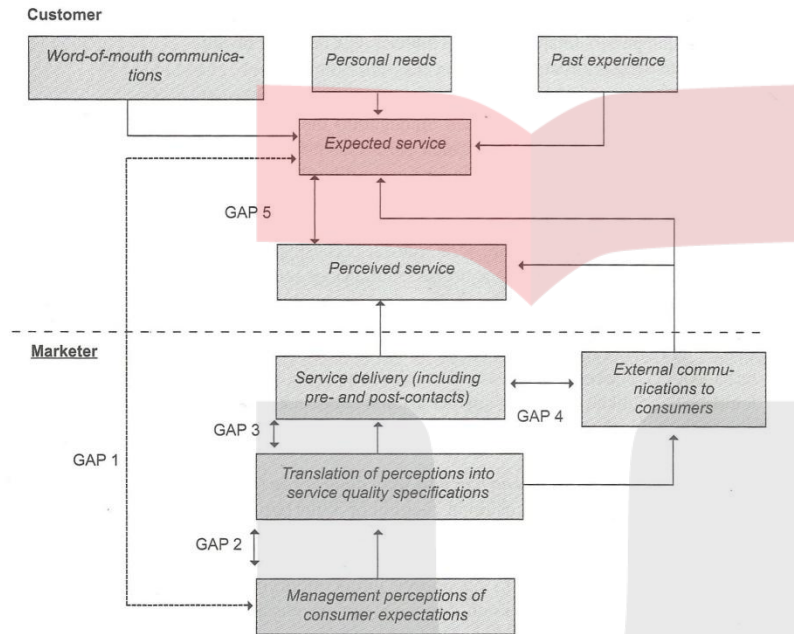 Customer
Word-of-mouth communica-
tions
Personal needs
Past experience
Expected service
GAP 5
Perceived service
Marketer
Service delivery (including
pre- and post-contacts)
External commu-
nications to
consumers
GAP 4
GAP 3
GAP 1
Translation of perceptions into
service quality specifications
GAP 2
Management perceptions of
consumer expectations